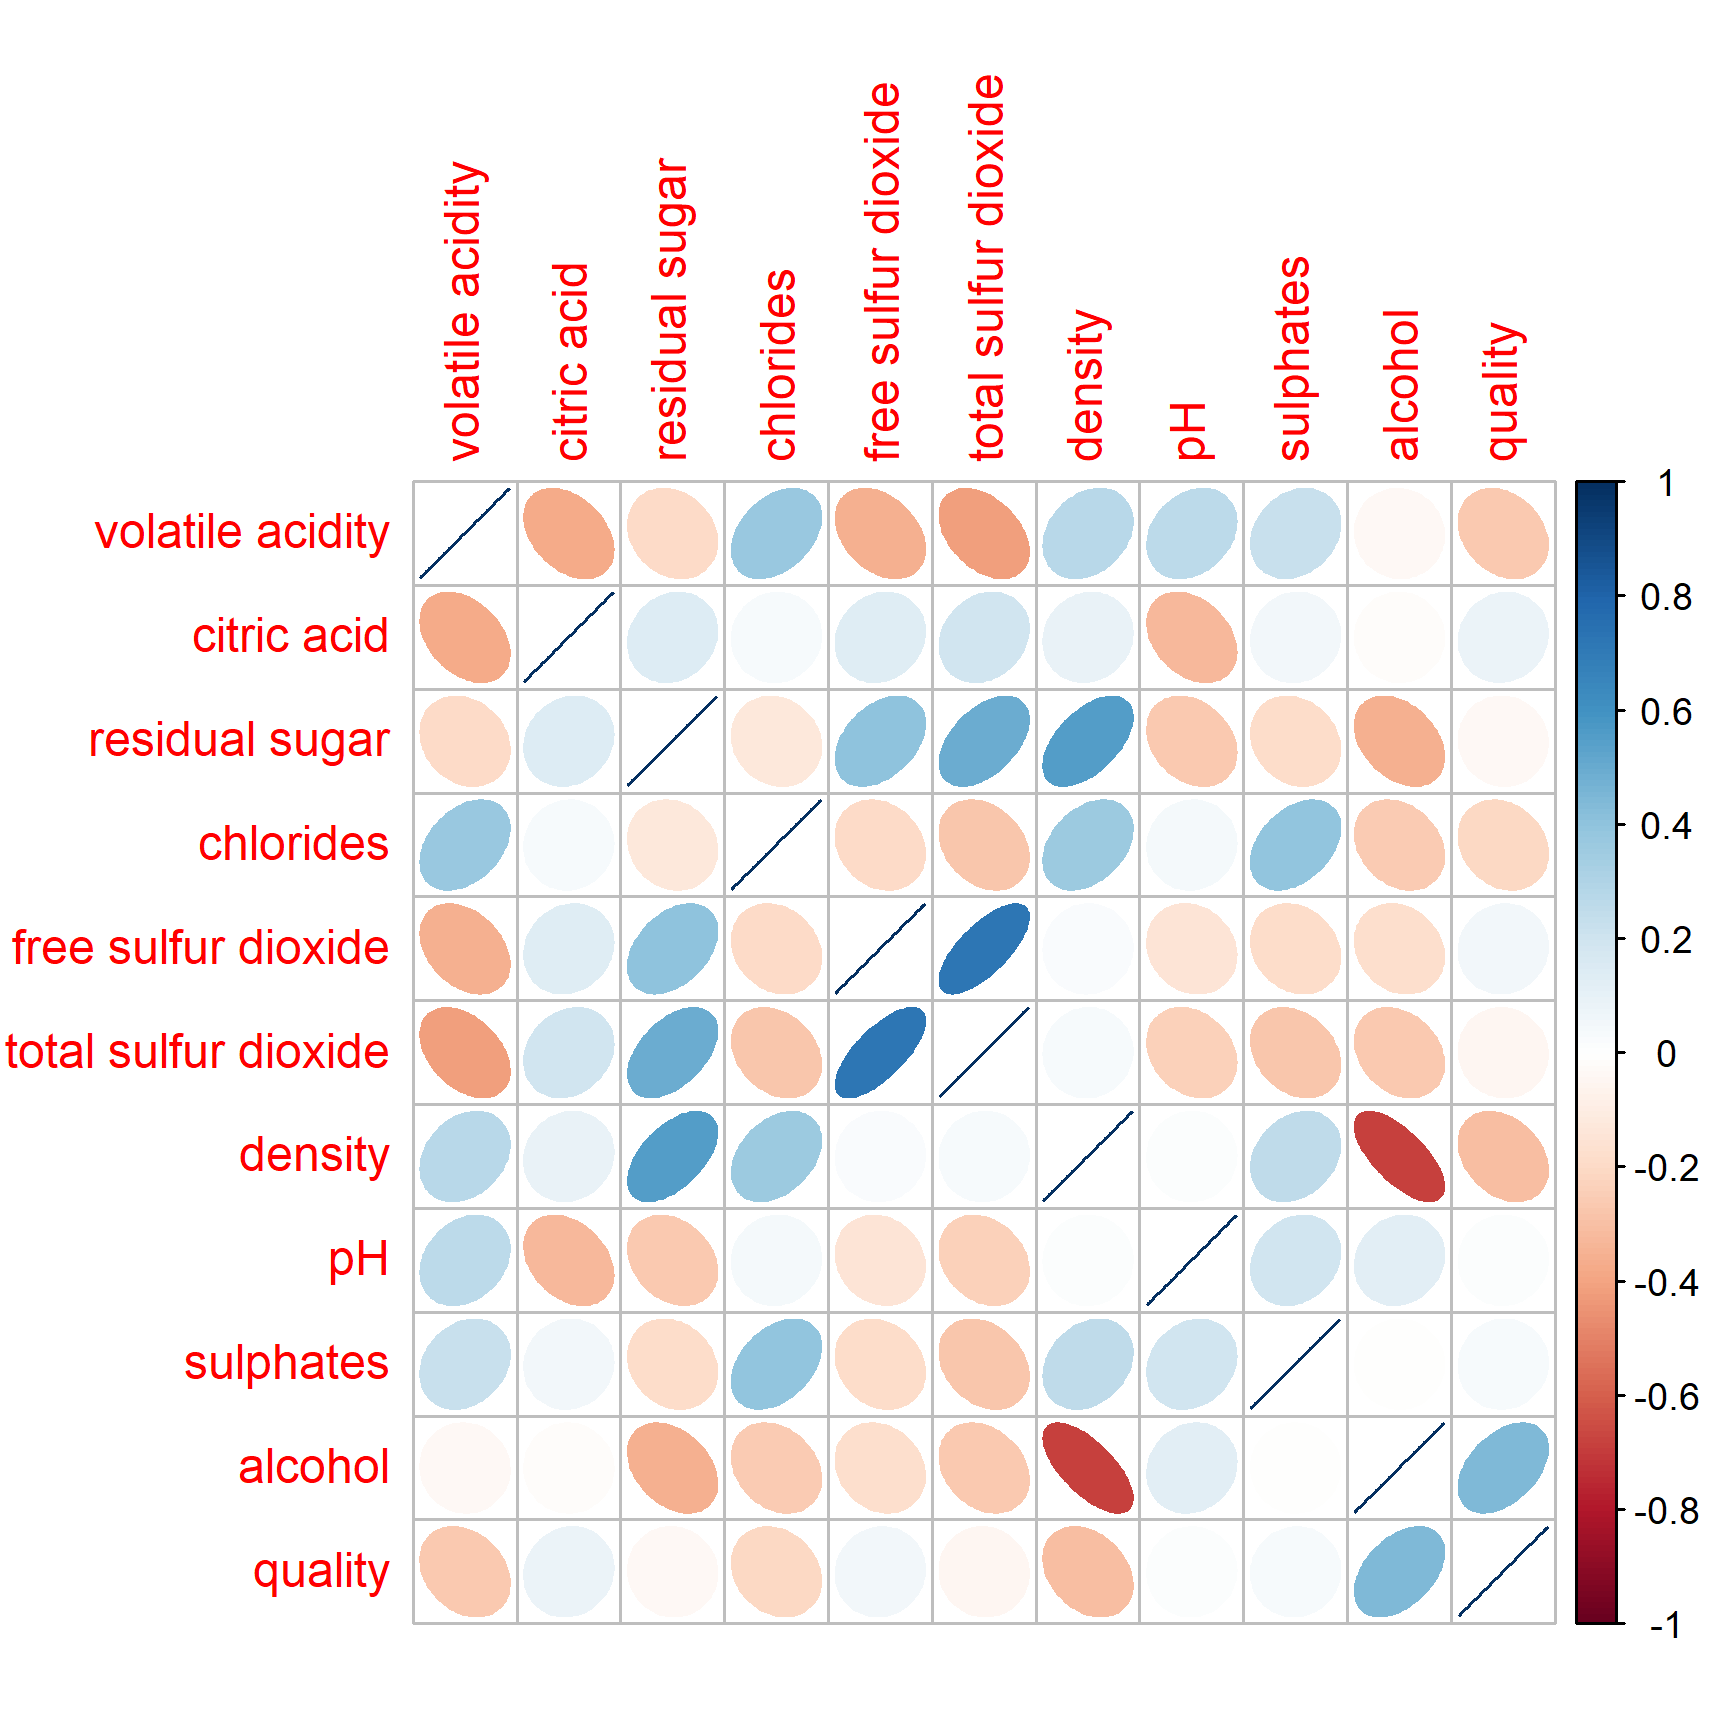 volatile acidity
citric acid
residual sugar
chlorides
free sulfur dioxide
total sulfur dioxide
density
pH
sulphates
alcohol
quality
volatile acidity
citric acid
residual sugar
chlorides
free sulfur dioxide
total sulfur dioxide
density
pH
sulphates
alcohol
quality
1
0.8
0.6
0.4
0.2
0
-0.2
-0.4
-0.6
-0.8
-1